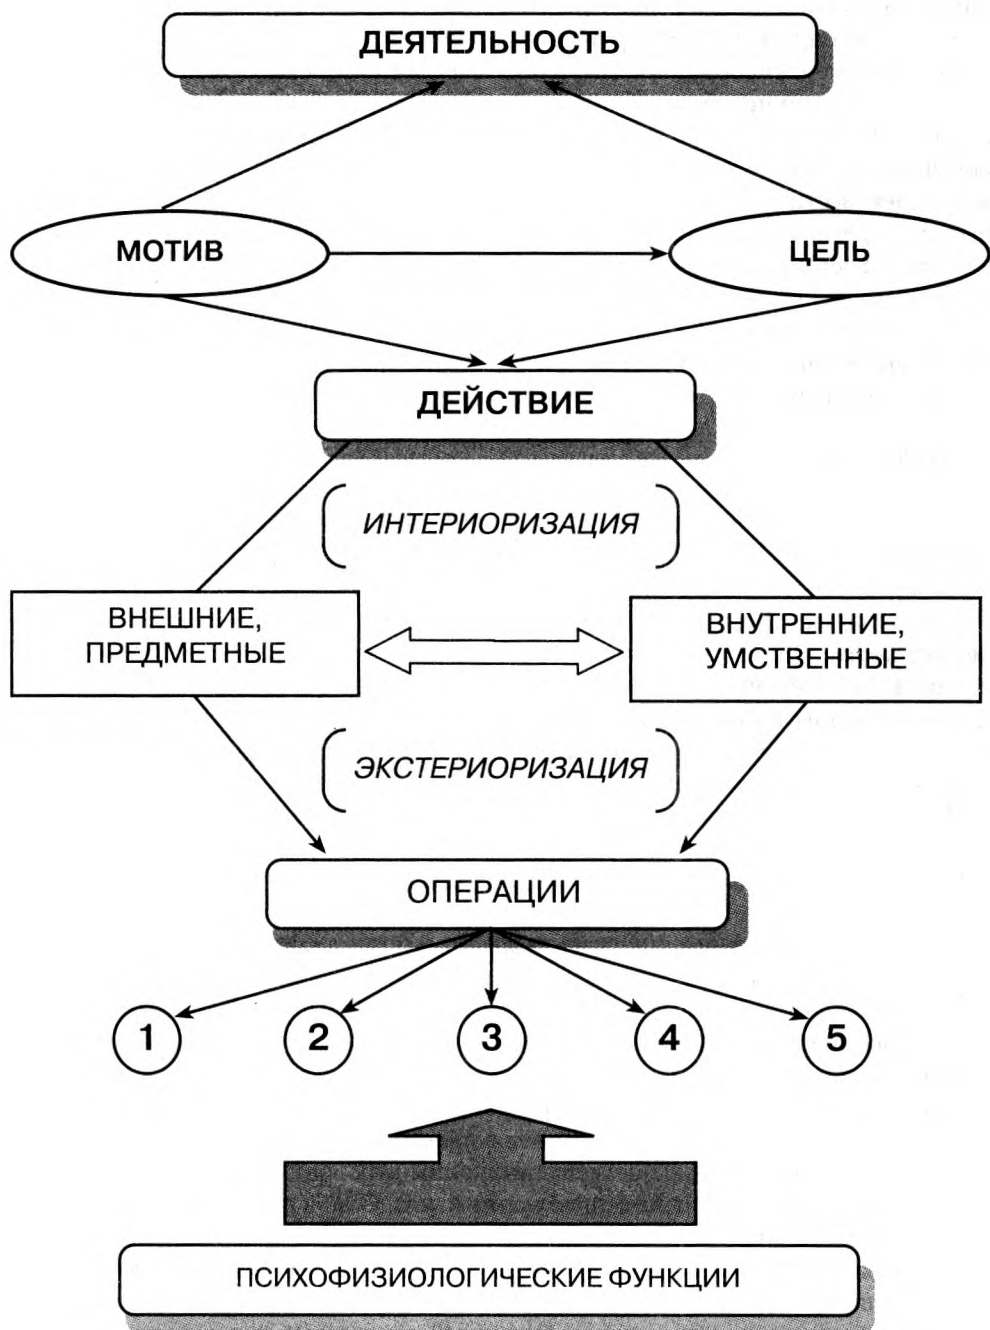 ДЕЯТЕЛЬНОСТЬ
МОТИВ
ЦЕЛЬ
ДЕЙСТВИЕ
ИНТЕРИОРИЗАЦИЯ
ВНЕШНИЕ,
ПРЕДМЕТНЫЕ
ВНУТРЕННИЕ,
УМСТВЕННЫЕ
ЭКСТЕРИОРИЗАЦИЯ
ОПЕРАЦИИ
1
2
3
4
5
ПСИХОФИЗИОЛОГИЧЕСКИЕ ФУНКЦИИ